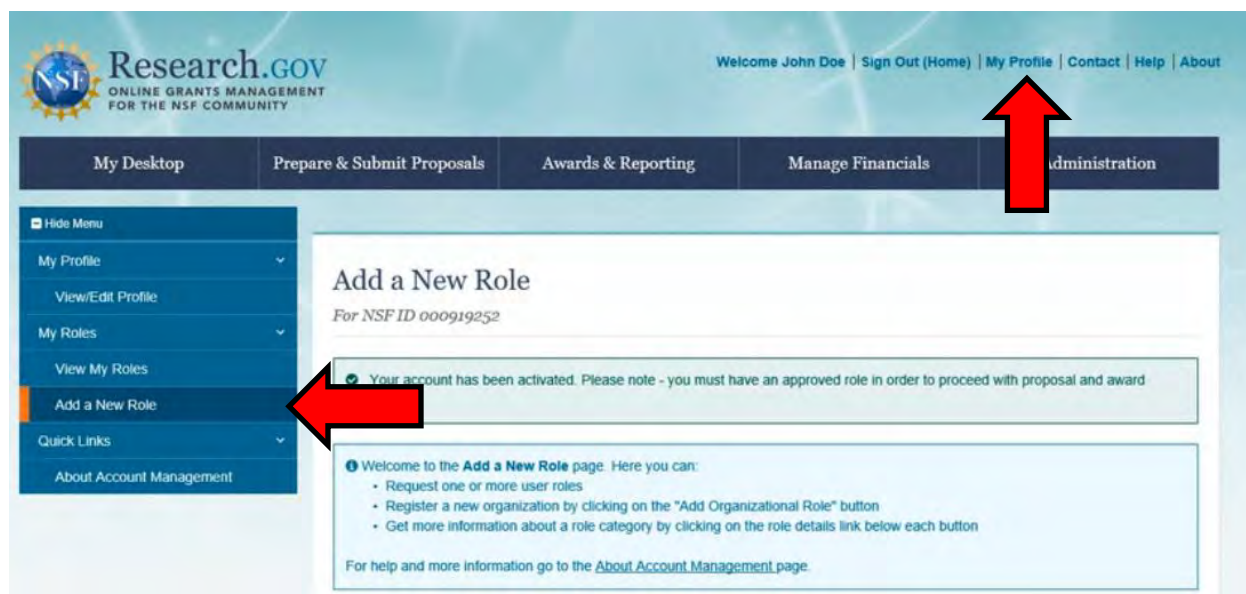 NSF
Research.gov
ONLINE GRANTS MANAGEMENT
FOR THE NSF COMMUNITY
Welcome John Doe | Sign Out (Home) | My Profile | Contact | Help | About
My Desktop
Prepare & Submit Proposals
Awards & Reporting
Manage Financials
dministration
Hide Menu
My Profile
View/Edit Profile
My Roles
View My Roles
Add a New Role
Quick Links
About Account Management
Add a New Role
For NSF ID 000919252
Your account has been activated. Please note - you must have an approved role in order to proceed with proposal and award
Welcome to the Add a New Role page. Here you can:
• Request one or more user roles
• Register a new organization by clicking on the "Add Organizational Role" button
• Get more information about a role category by clicking on the role details link below each button
For help and more information go to the About Account Management page.